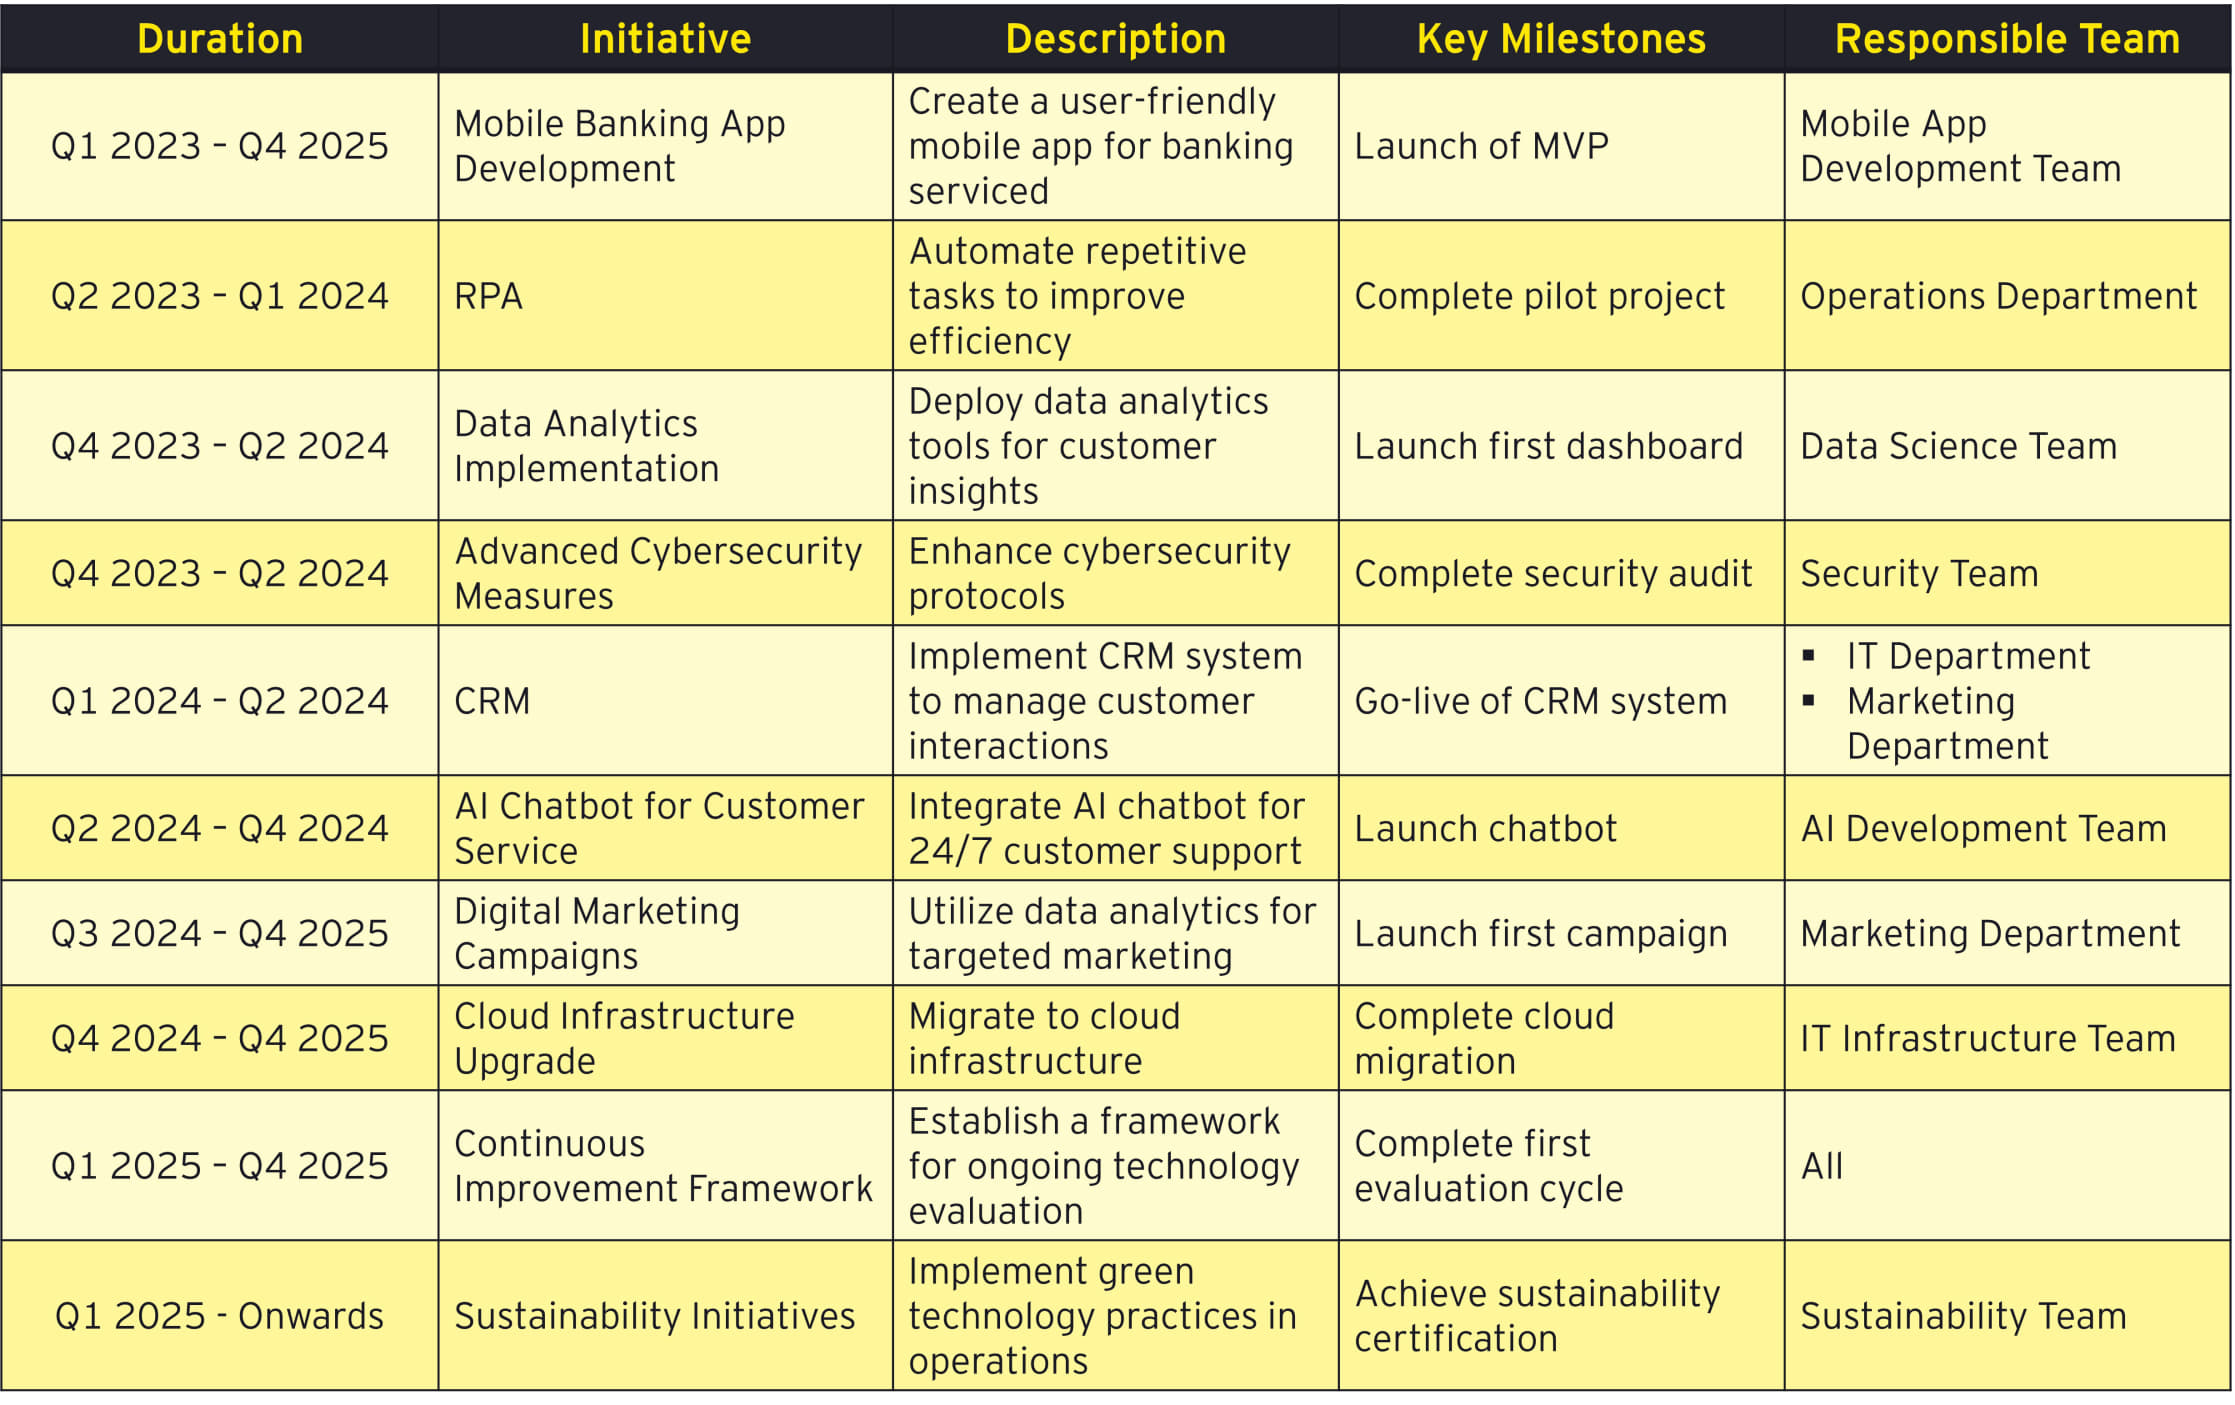 Duration
Initiative
Description
Key Milestones
Responsible Team
Q1 2023 – Q4 2025
Mobile Banking App
Development
Create a user-friendly
mobile app for banking
serviced
Launch of MVP
Mobile App
Development Team
Q2 2023 – Q1 2024
RPA
Automate repetitive
tasks to improve
efficiency
Complete pilot project
Operations Department
Q4 2023 – Q2 2024
Data Analytics
Implementation
Deploy data analytics
tools for customer
insights
Launch first dashboard
Data Science Team
Q4 2023 – Q2 2024
Advanced Cybersecurity
Measures
Enhance cybersecurity
protocols
Complete security audit
Security Team
Q1 2024 – Q2 2024
CRM
Implement CRM system
to manage customer
interactions
Go-live of CRM system
▪ IT Department
▪ Marketing
Department
Q2 2024 – Q4 2024
AI Chatbot for Customer
Service
Integrate AI chatbot for
24/7 customer support
Launch chatbot
AI Development Team
Q3 2024 – Q4 2025
Digital Marketing
Campaigns
Utilize data analytics for
targeted marketing
Launch first campaign
Marketing Department
Q4 2024 – Q4 2025
Cloud Infrastructure
Upgrade
Migrate to cloud
infrastructure
Complete cloud
migration
IT Infrastructure Team
Q1 2025 – Q4 2025
Continuous
Improvement Framework
Establish a framework
for ongoing technology
evaluation
Complete first
evaluation cycle
All
Q1 2025 - Onwards
Sustainability Initiatives
Implement green
technology practices in
operations
Achieve sustainability
certification
Sustainability Team